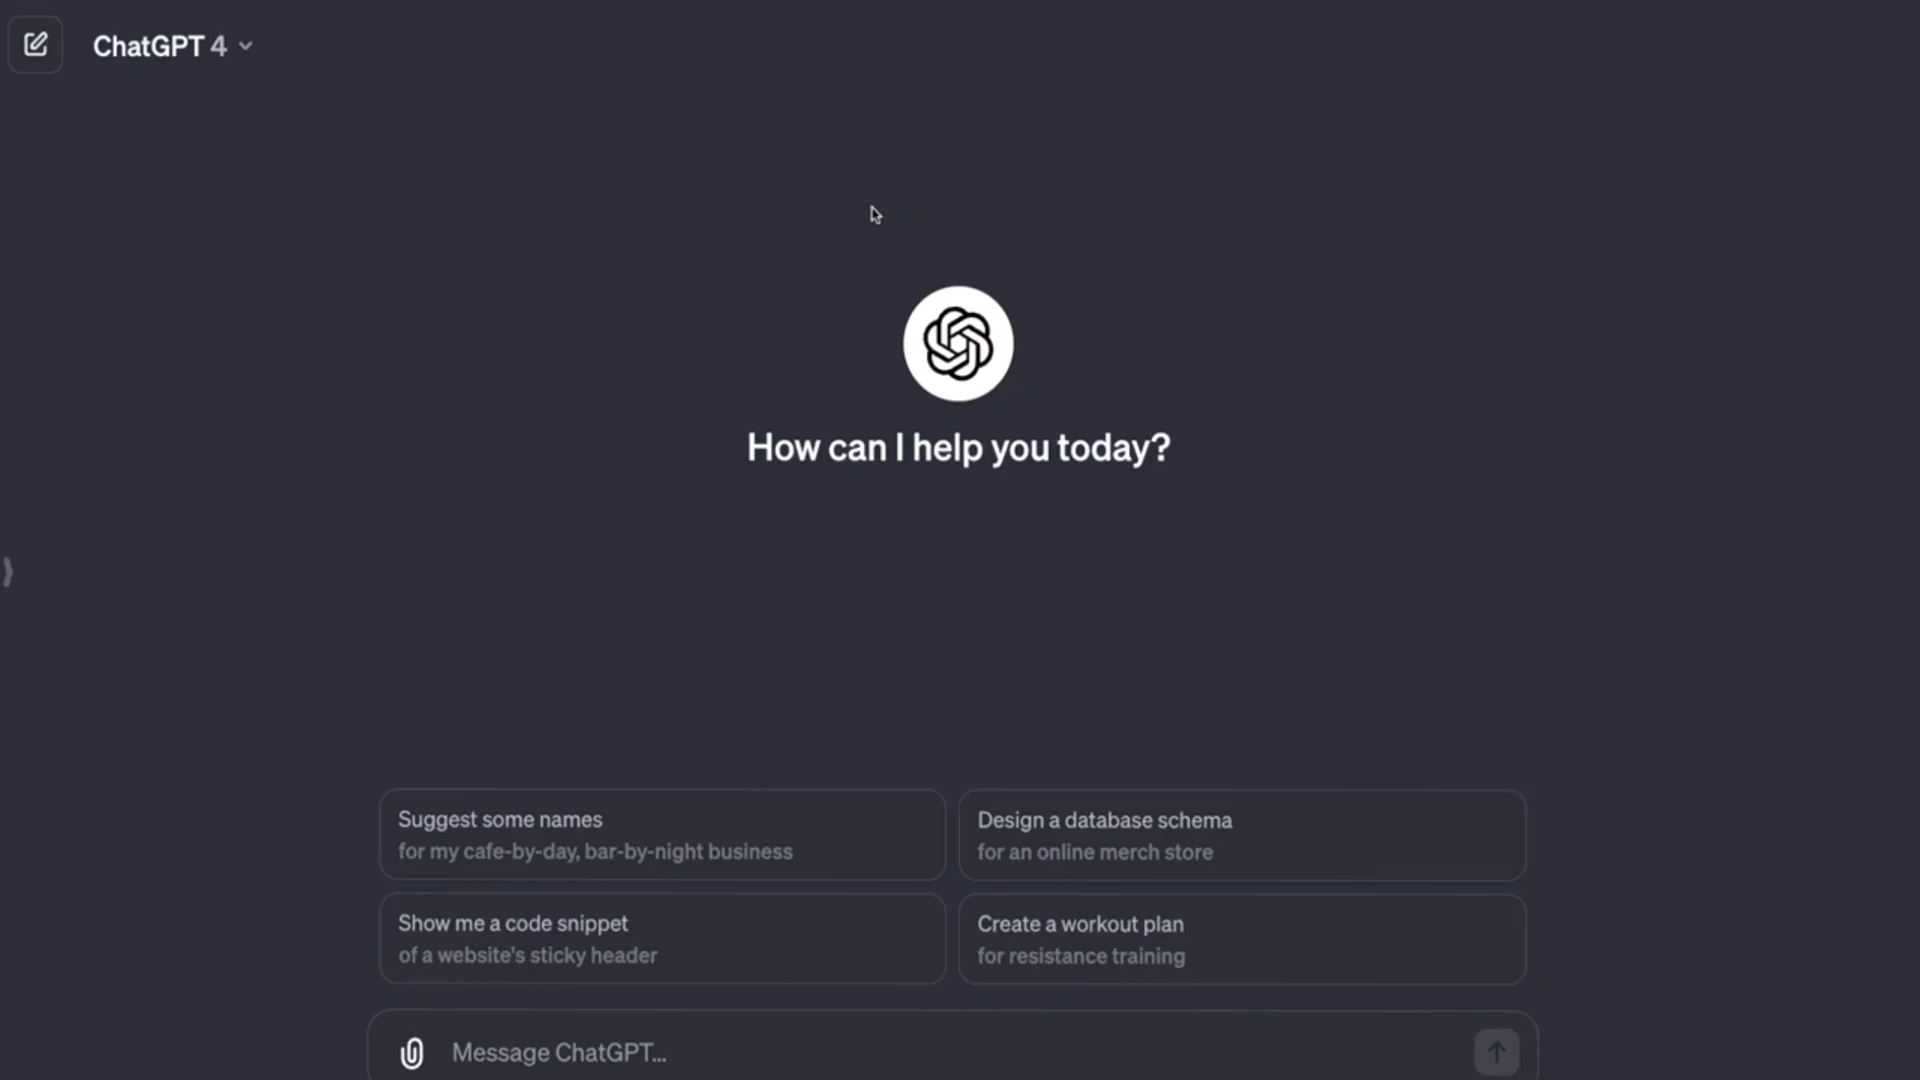 ChatGPT 4
How can I help you today?
Suggest some names
for my cafe-by-day, bar-by-night business
Design a database schema
for an online merch store
Show me a code snippet
of a website's sticky header
Create a workout plan
for resistance training
Message ChatGPT...